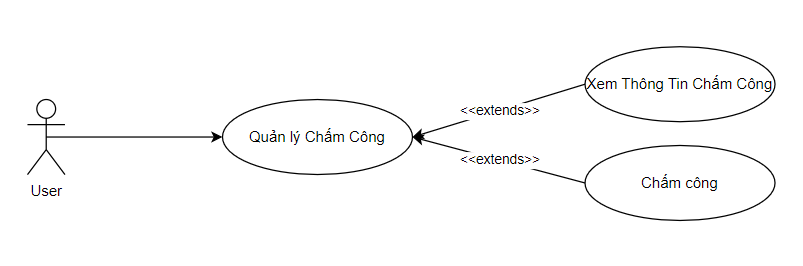 User
Quản lý Chấm Công
<<extends>>
Xem Thông Tin Chấm Công
<<extends>>
Chấm công